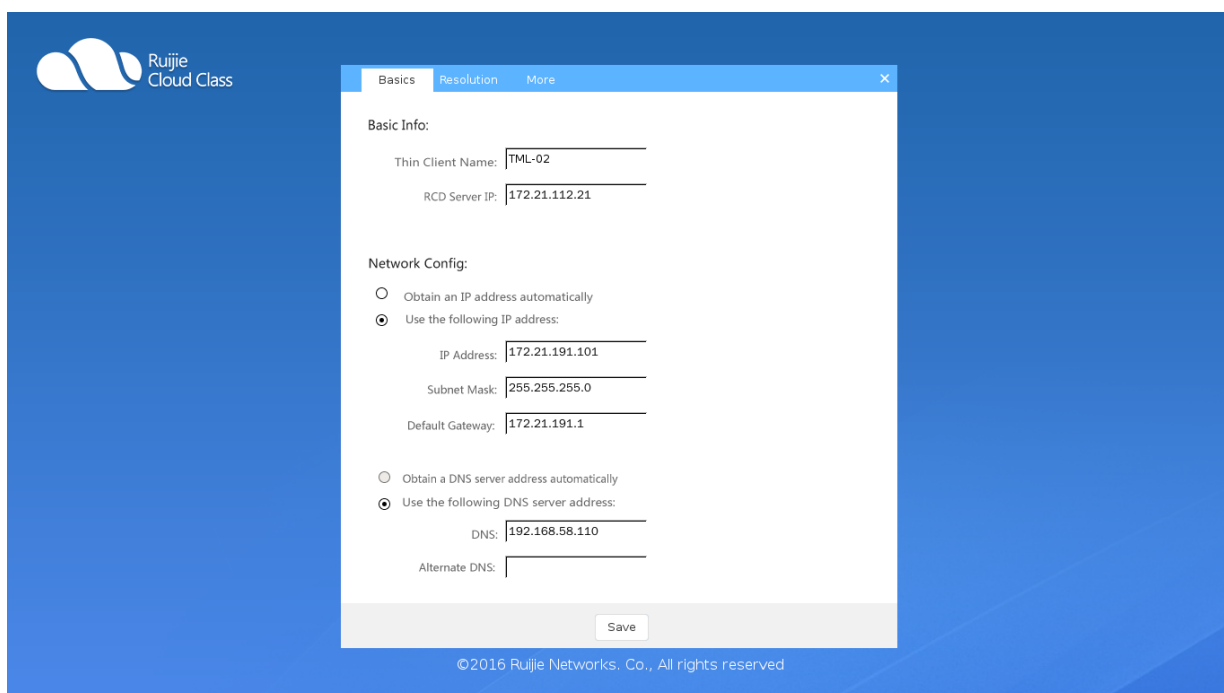 Ruijie
Cloud Class
Basics Resolution More ×
Basic Info:
Thin Client Name: TML-02
RCD Server IP: 172.21.112.21
Network Config:
Obtain an IP address automatically
Use the following IP address:
IP Address: 172.21.191.101
Subnet Mask: 255.255.255.0
Default Gateway: 172.21.191.1
Obtain a DNS server address automatically
Use the following DNS server address:
DNS: 192.168.58.110
Alternate DNS:
Save
©2016 Ruijie Networks. Co., All rights reserved